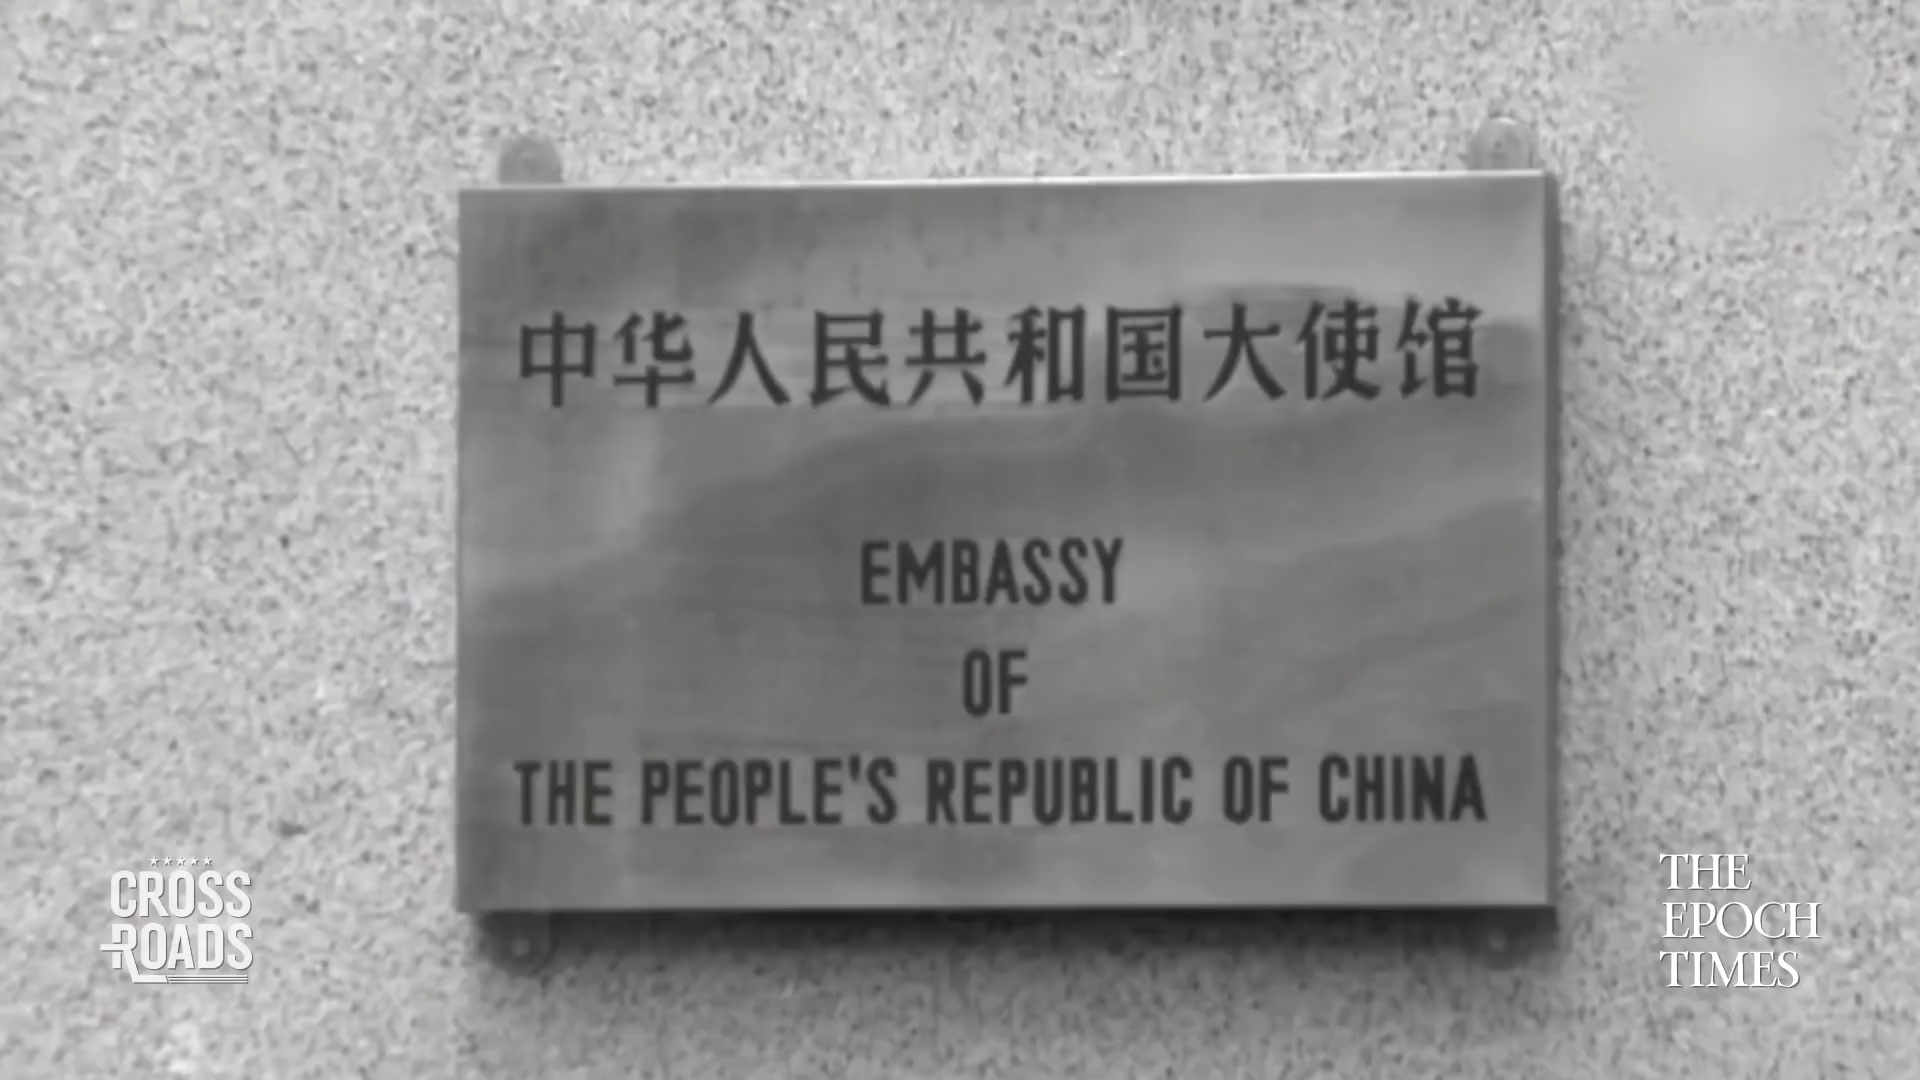 中华人民共和国大使馆
EMBASSY
OF
THE PEOPLE'S REPUBLIC OF CHINA
CROSS
ROADS
THE
EPOCH
TIMES